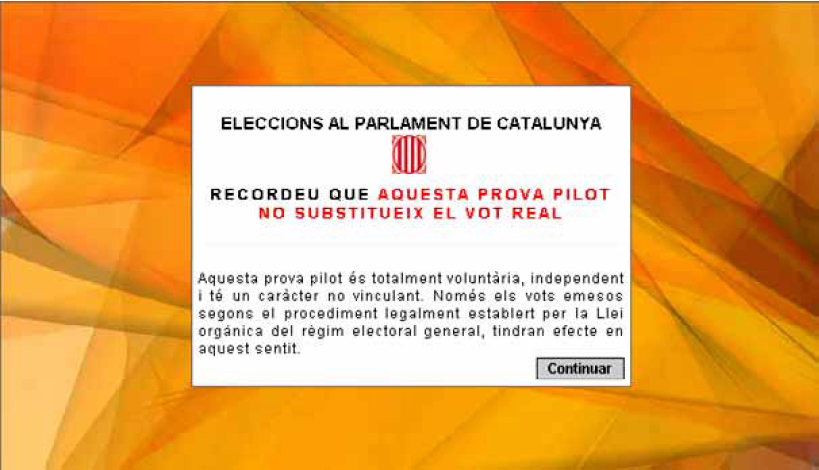 ELECCIONS AL PARLAMENT DE CATALUNYA
RECORDEU QUE AQUESTA PROVA PILOT
NO SUBSTITUEIX EL VOT REAL
Aquesta prova pilot és totalment voluntària, independent
i té un caràcter no vinculant. Només els vots emesos
segons el procediment legalment establert per la Llei
orgánica del règim electoral general, tindran efecte en
aquest sentit.
Continuar